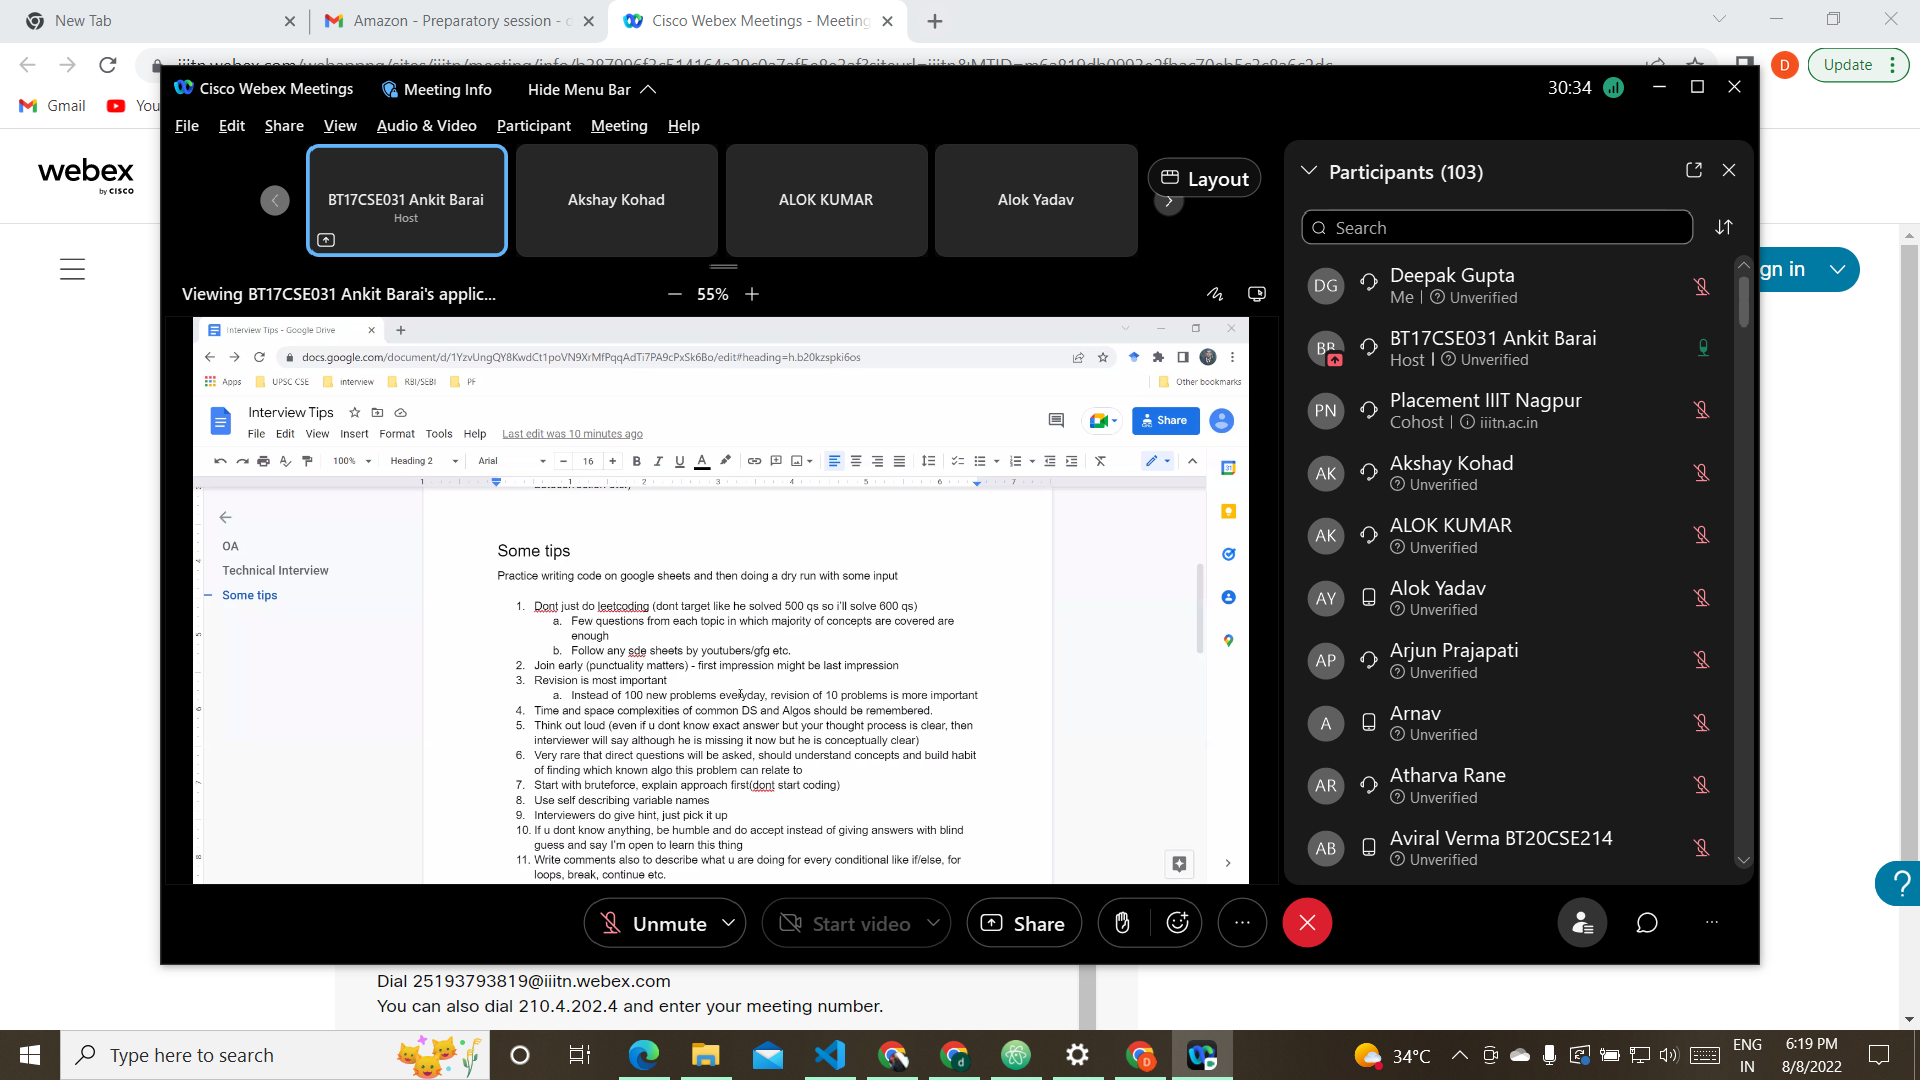 New Tab
Amazon - Preparatory session -
Cisco Webex Meetings - Meeting
D
Update
Gmail
You
webex
by CISCO
gn in
Cisco Webex Meetings
Meeting Info
Hide Menu Bar
30:34
File Edit Share View Audio & Video Participant Meeting Help
BT17CSE031 Ankit Barai
Host
Akshay Kohad
ALOK KUMAR
Alok Yadav
Layout
Viewing BT17CSE031 Ankit Barai's applic...
55%
Interview Tips - Google Drive
docs.google.com/document/d/1YzvUngQY8KwdCt1poVN9XrMfPqqAdTi7PA9cPxSk6Bo/edit#heading=h.b20kzspki6os
Apps UPSC CSE interview RBI/SEBI PF Other bookmarks
Interview Tips
File Edit View Insert Format Tools Help Last edit was 10 minutes ago
Share
100% Heading 2 Arial 16
OA
Technical Interview
Some tips
Some tips
Practice writing code on google sheets and then doing a dry run with some input
1. Dont just do leetcoding (dont target like he solved 500 qs so i'll solve 600 qs)
a. Few questions from each topic in which majority of concepts are covered are
enough
b. Follow any sde sheets by youtubers/gfg etc.
2. Join early (punctuality matters) - first impression might be last impression
3. Revision is most important
a. Instead of 100 new problems everyday, revision of 10 problems is more important
4. Time and space complexities of common DS and Algos should be remembered.
5. Think out loud (even if u dont know exact answer but your thought process is clear, then
interviewer will say although he is missing it now but he is conceptually clear)
6. Very rare that direct questions will be asked, should understand concepts and build habit
of finding which known algo this problem can relate to
7. Start with bruteforce, explain approach first(dont start coding)
8. Use self describing variable names
9. Interviewers do give hint, just pick it up
10. If u dont know anything, be humble and do accept instead of giving answers with blind
guess and say I'm open to learn this thing
11. Write comments also to describe what u are doing for every conditional like if/else, for
loops, break, continue etc.
Participants (103)
Search
DG Deepak Gupta
Me | Unverified
BB BT17CSE031 Ankit Barai
Host | Unverified
PN Placement IIIT Nagpur
Cohost | iiitn.ac.in
AK Akshay Kohad
Unverified
AK ALOK KUMAR
Unverified
AY Alok Yadav
Unverified
AP Arjun Prajapati
Unverified
A Arnav
Unverified
AR Atharva Rane
Unverified
AB Aviral Verma BT20CSE214
Unverified
Unmute
Start video
Share
Dial 25193793819@iiitn.webex.com
You can also dial 210.4.202.4 and enter your meeting number.
Type here to search
34°C
ENG
IN
6:19 PM
8/8/2022